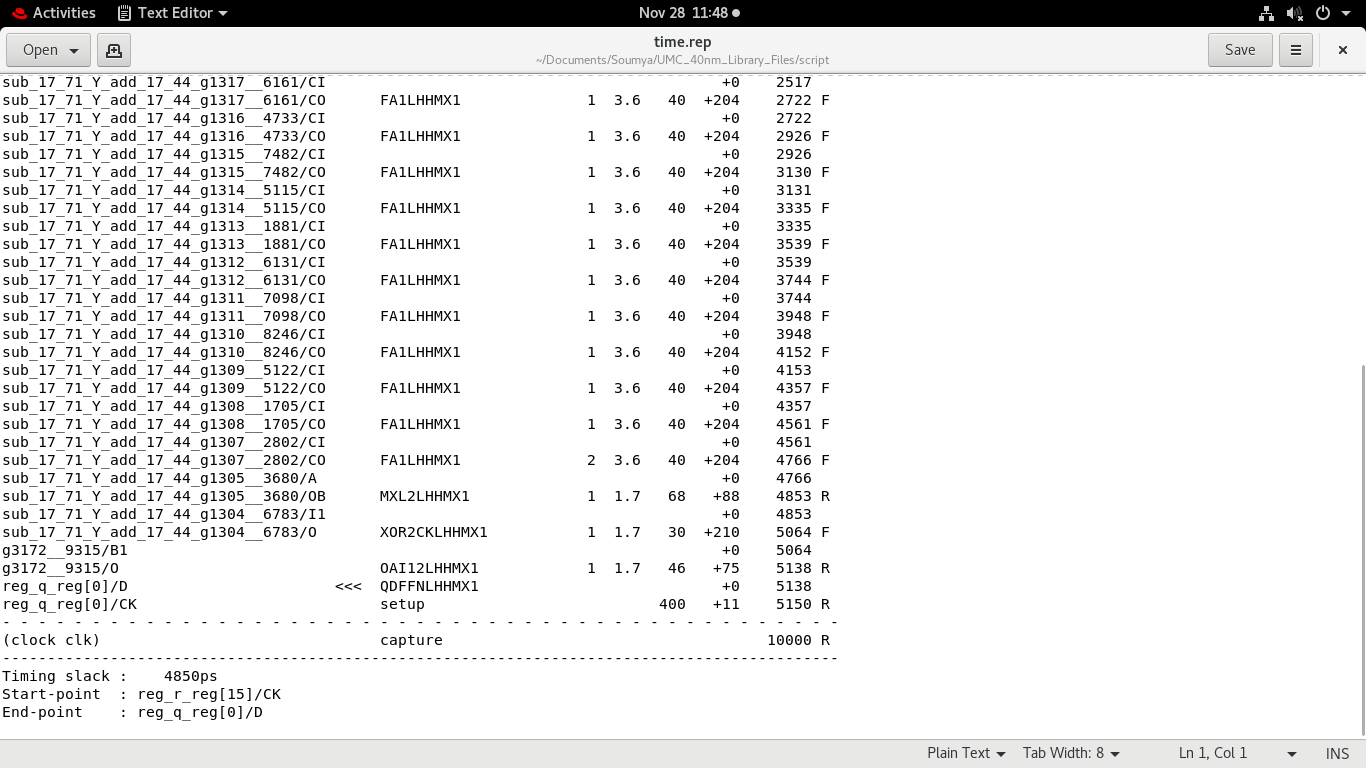 Activities Text Editor Nov 28 11:48
Open time.rep Save
~/Documents/Soumya/UMC_40nm_Library_Files/script
sub_17_71_Y_add_17_44_g1317__6161/CI +0 2517
sub_17_71_Y_add_17_44_g1317__6161/CO FA1LHHMX1 1 3.6 40 +204 2722 F
sub_17_71_Y_add_17_44_g1316__4733/CI +0 2722
sub_17_71_Y_add_17_44_g1316__4733/CO FA1LHHMX1 1 3.6 40 +204 2926 F
sub_17_71_Y_add_17_44_g1315__7482/CI +0 2926
sub_17_71_Y_add_17_44_g1315__7482/CO FA1LHHMX1 1 3.6 40 +204 3130 F
sub_17_71_Y_add_17_44_g1314__5115/CI +0 3131
sub_17_71_Y_add_17_44_g1314__5115/CO FA1LHHMX1 1 3.6 40 +204 3335 F
sub_17_71_Y_add_17_44_g1313__1881/CI +0 3335
sub_17_71_Y_add_17_44_g1313__1881/CO FA1LHHMX1 1 3.6 40 +204 3539 F
sub_17_71_Y_add_17_44_g1312__6131/CI +0 3539
sub_17_71_Y_add_17_44_g1312__6131/CO FA1LHHMX1 1 3.6 40 +204 3744 F
sub_17_71_Y_add_17_44_g1311__7098/CI +0 3744
sub_17_71_Y_add_17_44_g1311__7098/CO FA1LHHMX1 1 3.6 40 +204 3948 F
sub_17_71_Y_add_17_44_g1310__8246/CI +0 3948
sub_17_71_Y_add_17_44_g1310__8246/CO FA1LHHMX1 1 3.6 40 +204 4152 F
sub_17_71_Y_add_17_44_g1309__5122/CI +0 4153
sub_17_71_Y_add_17_44_g1309__5122/CO FA1LHHMX1 1 3.6 40 +204 4357 F
sub_17_71_Y_add_17_44_g1308__1705/CI +0 4357
sub_17_71_Y_add_17_44_g1308__1705/CO FA1LHHMX1 1 3.6 40 +204 4561 F
sub_17_71_Y_add_17_44_g1307__2802/CI +0 4561
sub_17_71_Y_add_17_44_g1307__2802/CO FA1LHHMX1 2 3.6 40 +204 4766 F
sub_17_71_Y_add_17_44_g1305__3680/A +0 4766
sub_17_71_Y_add_17_44_g1305__3680/OB MXL2LHHMX1 1 1.7 68 +88 4853 R
sub_17_71_Y_add_17_44_g1304__6783/I1 +0 4853
sub_17_71_Y_add_17_44_g1304__6783/O XOR2CKLHHMX1 1 1.7 30 +210 5064 F
g3172__9315/B1 +0 5064
g3172__9315/O OAI12LHHMX1 1 1.7 46 +75 5138 R
reg_q_reg[0]/D <<< QDFFNLHHMX1 +0 5138
reg_q_reg[0]/CK setup 400 +11 5150 R
- - - - - - - - - - - - - - - - - - - - - - - - - - - - - - - - - - - - - - - - - - - - - - -
(clock clk) capture 10000 R
---------------------------------------------------------------------------------------------
Timing slack : 4850ps
Start-point : reg_r_reg[15]/CK
End-point : reg_q_reg[0]/D
Plain Text Tab Width: 8 Ln 1, Col 1 INS